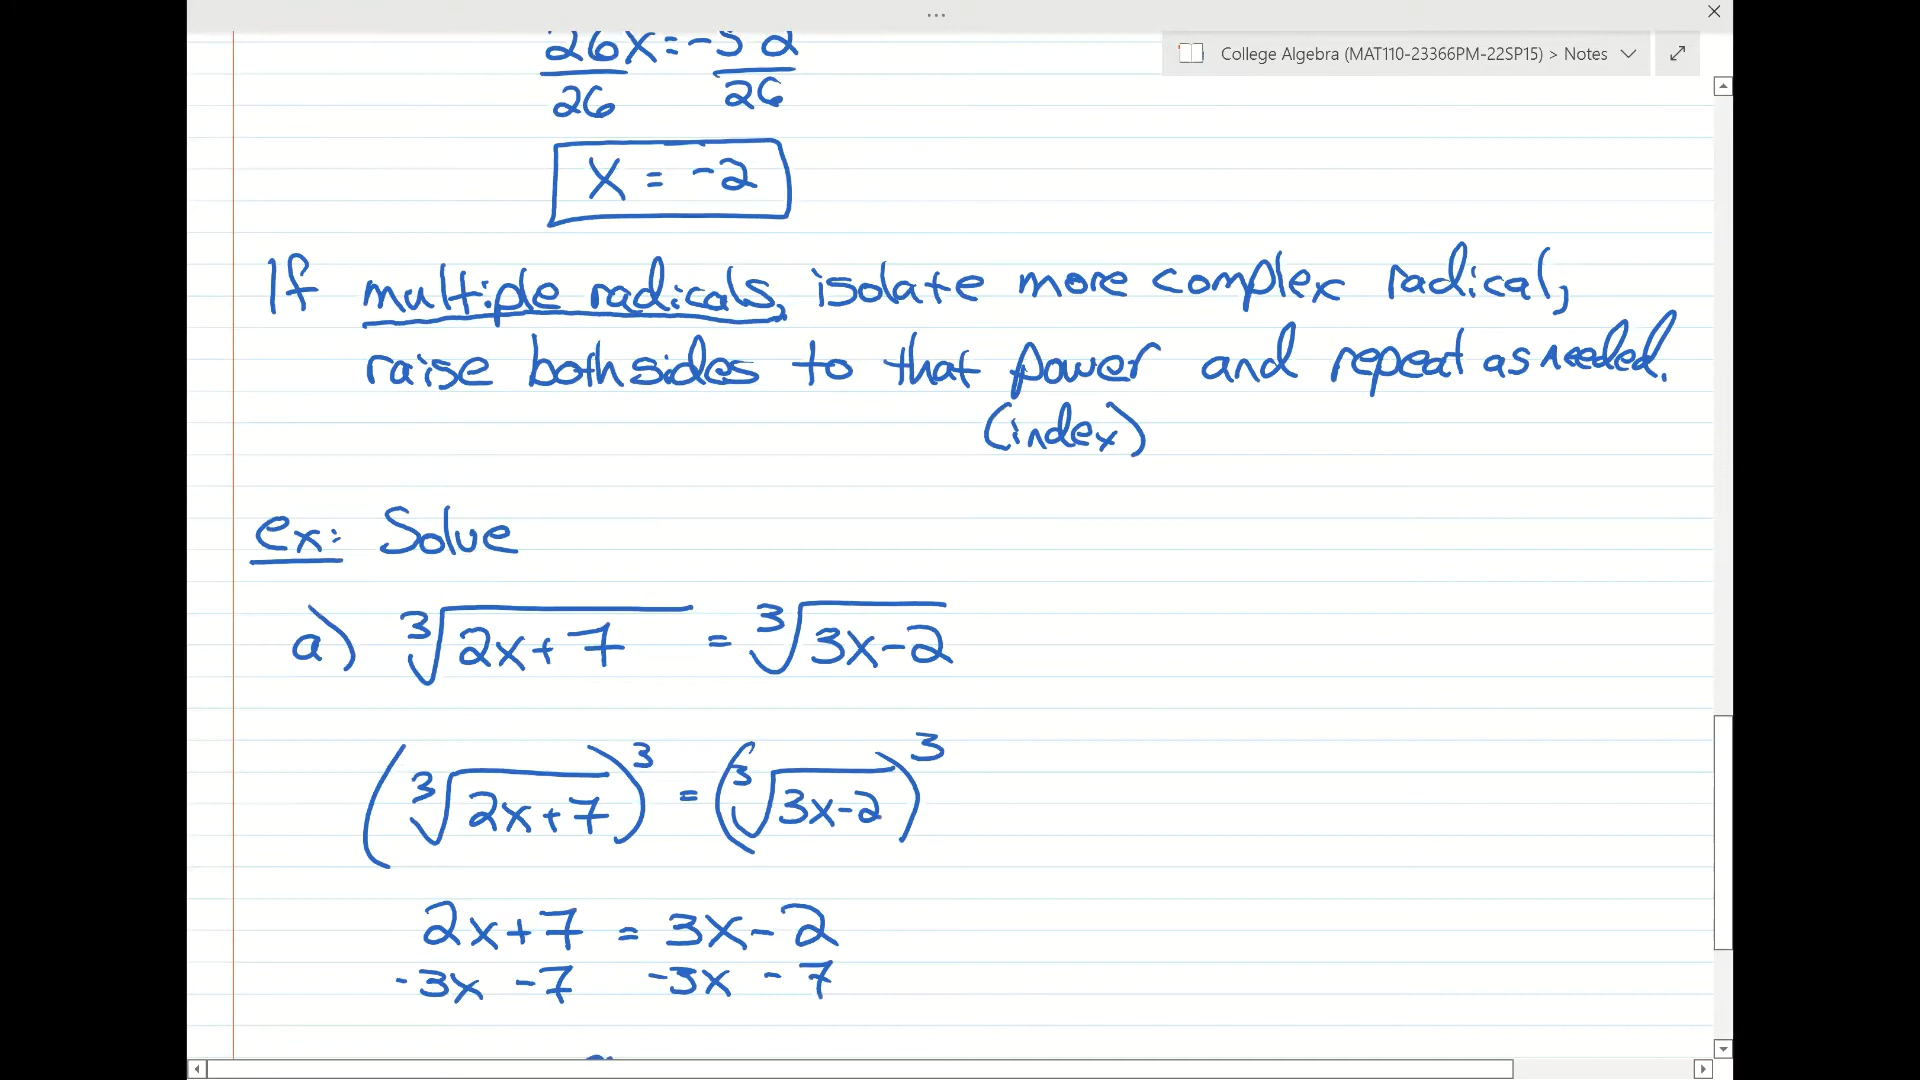 ...
College Algebra (MAT110-23366PM-22SP15) > Notes
26x = -52
26 26
x = -2
If multiple radicals, isolate more complex radical,
raise both sides to that power and repeat as needed.
(index)
ex: Solve
a) ∛(2x+7) = ∛(3x-2)
(∛(2x+7))³ = (∛(3x-2))³
2x+7 = 3x-2
-3x -7 -3x -7